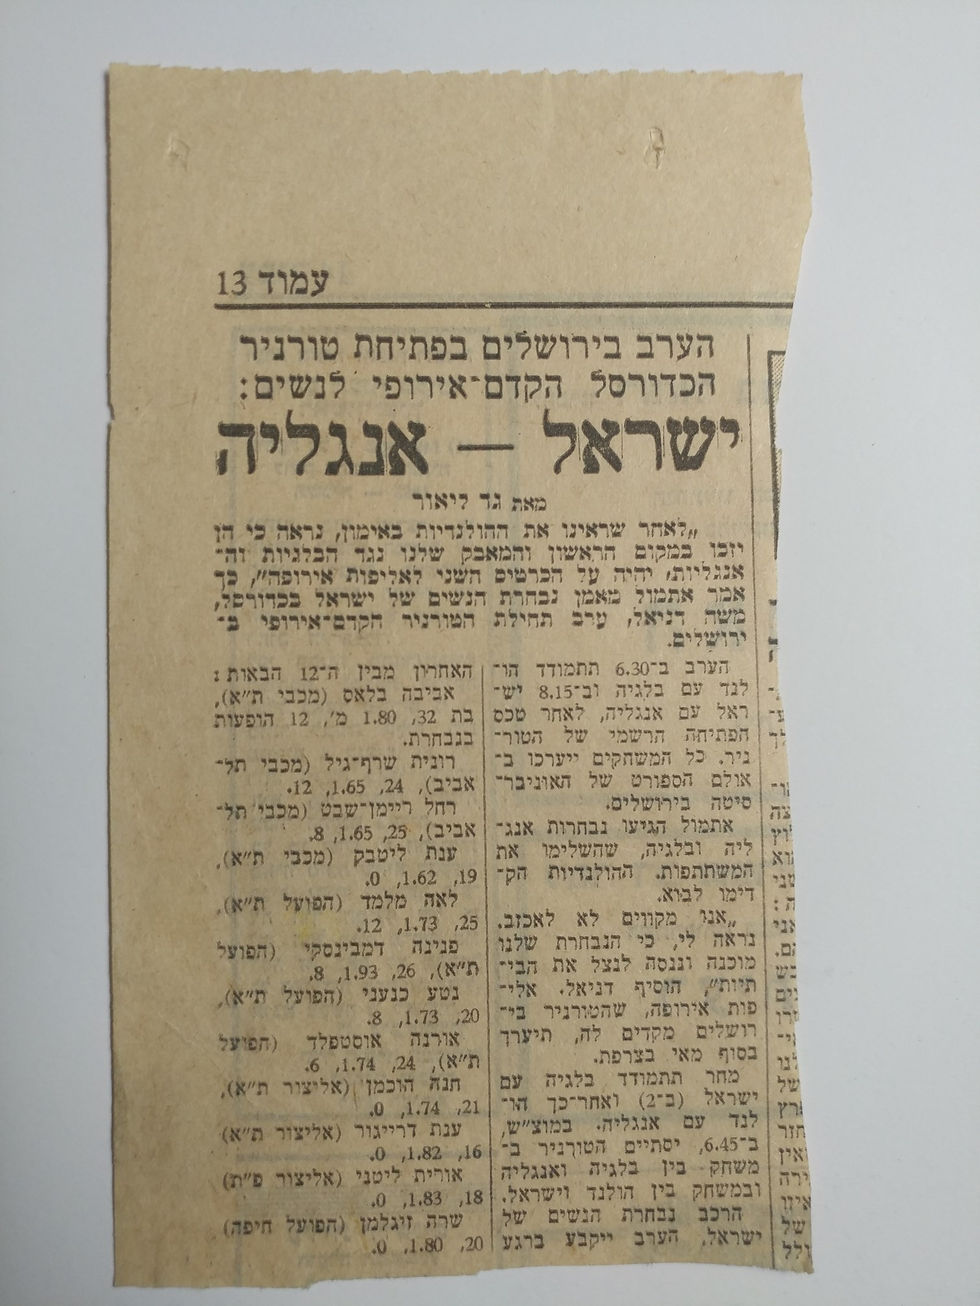 עמוד 13
הערב בירושלים בפתיחת טורניר
הכדורסל הקדם־אירופי לנשים:
ישראל — אנגליה
מאת גד ליאור
„לאחר שראינו את ההולנדיות באימון, נראה כי הן
יזכו במקום הראשון והמאבק שלנו נגד הבלגיות וה־
אנגליות, יהיה על הכרטיס השני לאליפות אירופה", כך
אמר אתמול מאמן נבחרת הנשים של ישראל בכדורסל,
משה דניאל, ערב תחילת הטורניר הקדם־אירופי ב־
ירושלים.
הערב ב־6.30 תתמודד הו־
לנד עם בלגיה וב־8.15 יש־
ראל עם אנגליה, לאחר טכס
הפתיחה הרשמי של הטור־
ניר. כל המשחקים ייערכו ב־
אולם הספורט של האוניבר־
סיטה בירושלים.
אתמול הגיעו נבחרות אנג־
ליה ובלגיה, שהשלימו את
המשתתפות. ההולנדיות הק־
דימו לבוא.
„אנו מקווים לא לאכזב.
נראה לי, כי הנבחרת שלנו
מוכנה וננסה לנצל את הבי־
תיות", הוסיף דניאל. אלי־
פות אירופה, שהטורניר בי־
רושלים מקדים לה, תיערך
בסוף מאי בצרפת.
מחר תתמודד בלגיה עם
ישראל (ב־2) ואחר־כך הו־
לנד עם אנגליה. במוצ"ש,
ב־6.45, יסתיים הטורניר ב־
משחק בין בלגיה ואנגליה
ובמשחק בין הולנד וישראל.
הרכב נבחרת הנשים של
ישראל, הערב ייקבע ברגע
האחרון מבין ה־12 הבאות:
אביבה בלאס (מכבי ת"א),
בת 32, 1.80 מ', 12 הופעות
בנבחרת.
רונית שרף־גיל (מכבי תל־
אביב), 24, 1.65, 12.
רחל ריימן־שבט (מכבי תל־
אביב), 25, 1.65, 8.
ענת ליטבק (מכבי ת"א),
19, 1.62, 0.
לאה מלמד (הפועל ת"א),
25, 1.73, 12.
פנינה דמבינסקי (הפועל
ת"א), 26, 1.93, 8.
נטע כנעני (הפועל ת"א),
20, 1.73, 8.
אורנה אוסטפלד (הפועל
ת"א), 24, 1.74, 6.
חנה הוכמן (אליצור ת"א),
21, 1.74, 0.
ענת דרייגור (אליצור ת"א)
16, 1.82, 0.
אורית ליטני (אליצור פ"ת)
18, 1.83, 0.
שרה זיגלמן (הפועל חיפה)
20, 1.80, 0.